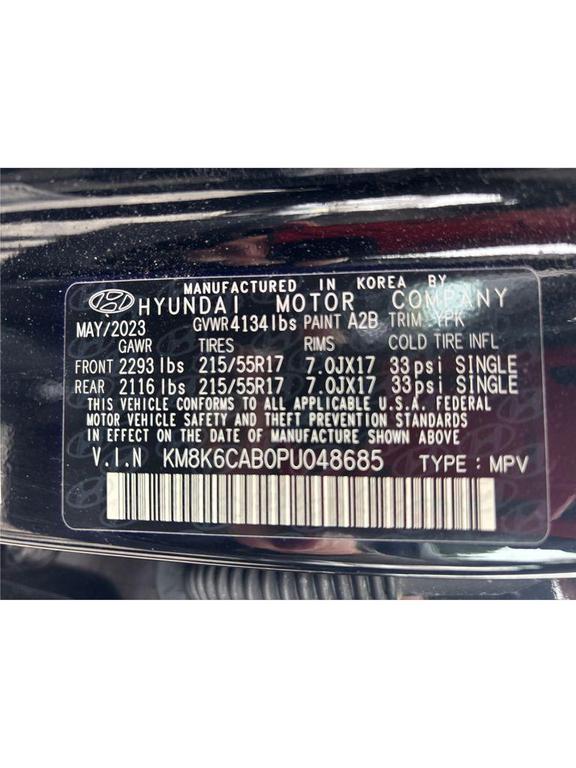 MANUFACTURED IN KOREA BY
HYUNDAI MOTOR COMPANY
MAY/2023 GVWR 4134 lbs PAINT A2B TRIM YPK
GAWR TIRES RIMS COLD TIRE INFL
FRONT 2293 lbs 215/55R17 7.0JX17 33 psi SINGLE
REAR 2116 lbs 215/55R17 7.0JX17 33 psi SINGLE
THIS VEHICLE CONFORMS TO ALL APPLICABLE U.S.A. FEDERAL
MOTOR VEHICLE SAFETY AND THEFT PREVENTION STANDARDS
IN EFFECT ON THE DATE OF MANUFACTURE SHOWN ABOVE
V.I.N KM8K6CAB0PU048685 TYPE : MPV